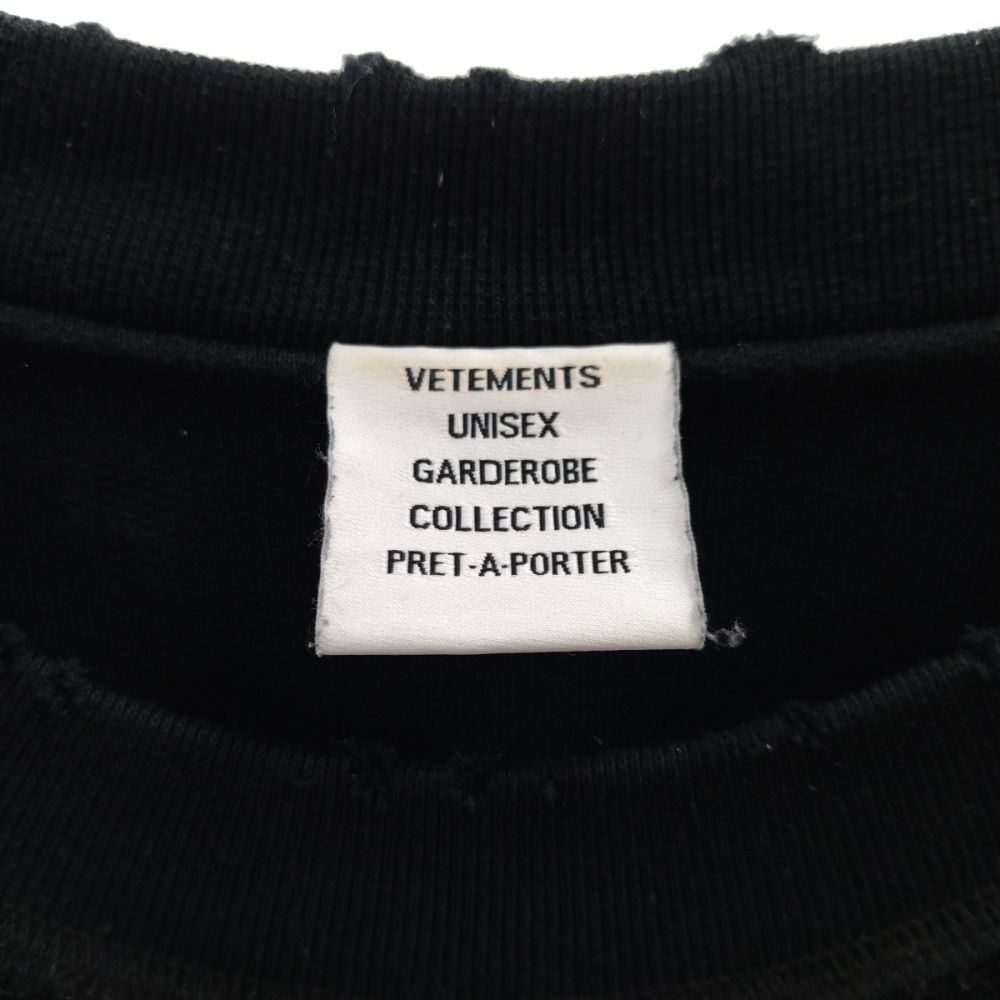 VETEMENTS
UNISEX
GARDEROBE
COLLECTION
PRET-A-PORTER